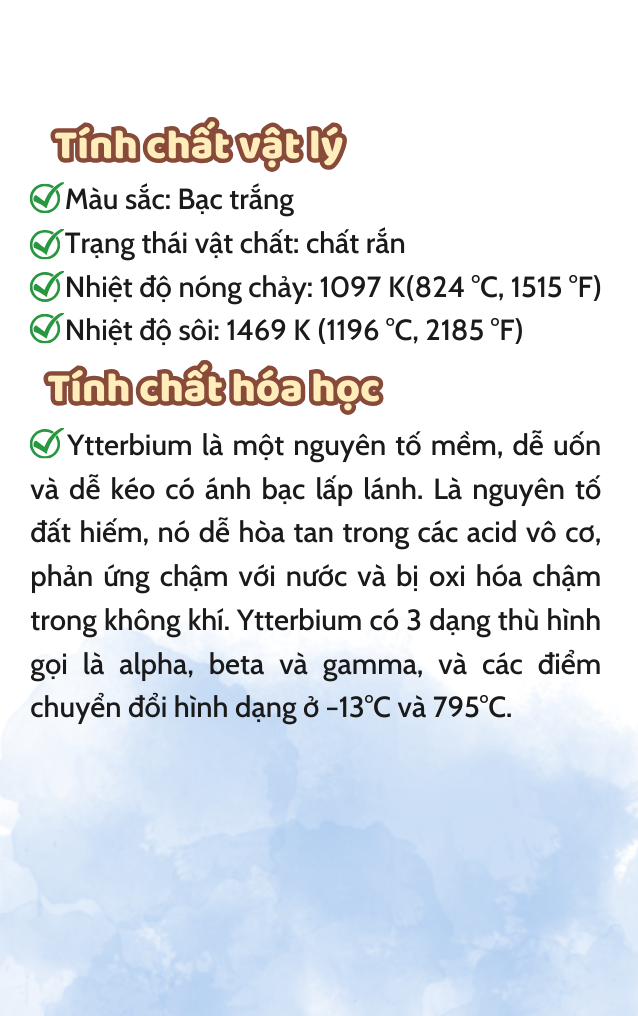 Tính chất vật lý
Màu sắc: Bạc trắng
Trạng thái vật chất: chất rắn
Nhiệt độ nóng chảy: 1097 K(824 °C, 1515 °F)
Nhiệt độ sôi: 1469 K (1196 °C, 2185 °F)
Tính chất hóa học
Ytterbium là một nguyên tố mềm, dễ uốn
và dễ kéo có ánh bạc lấp lánh. Là nguyên tố
đất hiếm, nó dễ hòa tan trong các acid vô cơ,
phản ứng chậm với nước và bị oxi hóa chậm
trong không khí. Ytterbium có 3 dạng thù hình
gọi là alpha, beta và gamma, và các điểm
chuyển đổi hình dạng ở −13°C và 795°C.